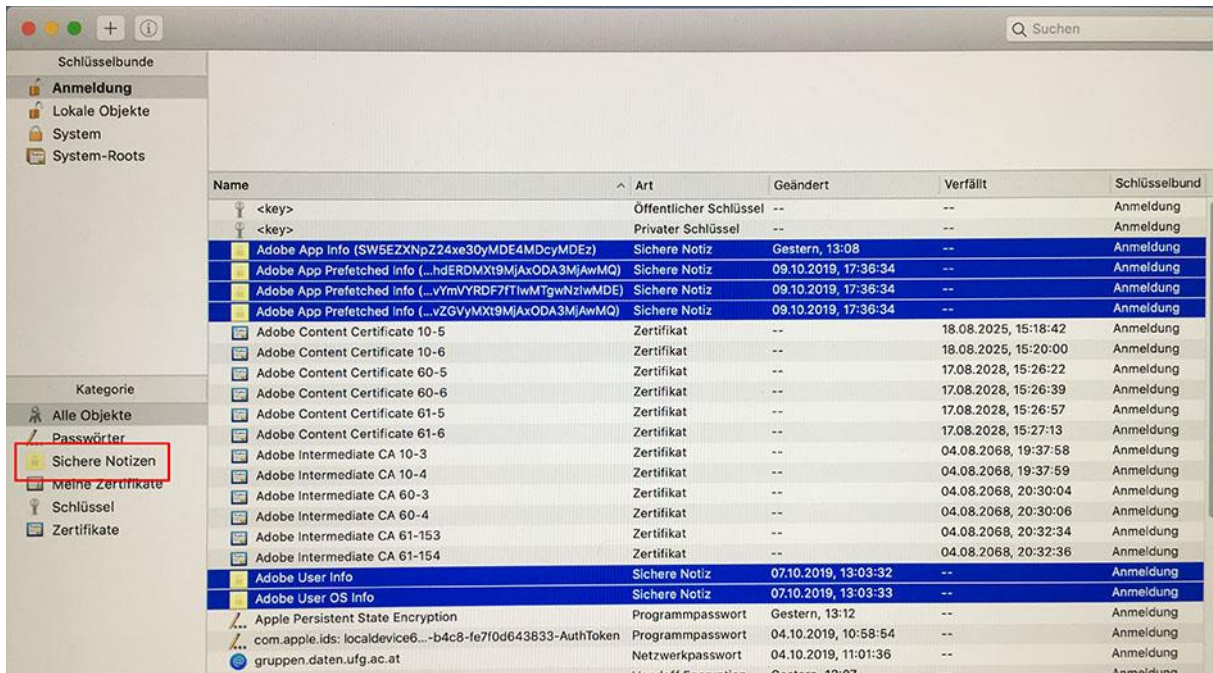 Suchen
Schlüsselbunde
Anmeldung
Lokale Objekte
System
System-Roots
Kategorie
Alle Objekte
Passwörter
Sichere Notizen
Meine Zertifikate
Schlüssel
Zertifikate
Name Art Geändert Verfällt Schlüsselbund
<key> Öffentlicher Schlüssel -- -- Anmeldung
<key> Privater Schlüssel -- -- Anmeldung
Adobe App Info (SW5EZXNpZ24xe30yMDE4MDcyMDEz) Sichere Notiz Gestern, 13:08 -- Anmeldung
Adobe App Prefetched Info (...hdERDMXt9MjAxODA3MjAwMQ) Sichere Notiz 09.10.2019, 17:36:34 -- Anmeldung
Adobe App Prefetched Info (...vYmVYRDF7fTIwMTgwNzIwMDE) Sichere Notiz 09.10.2019, 17:36:34 -- Anmeldung
Adobe App Prefetched Info (...vZGVyMXt9MjAxODA3MjAwMQ) Sichere Notiz 09.10.2019, 17:36:34 -- Anmeldung
Adobe Content Certificate 10-5 Zertifikat -- 18.08.2025, 15:18:42 Anmeldung
Adobe Content Certificate 10-6 Zertifikat -- 18.08.2025, 15:20:00 Anmeldung
Adobe Content Certificate 60-5 Zertifikat -- 17.08.2028, 15:26:22 Anmeldung
Adobe Content Certificate 60-6 Zertifikat -- 17.08.2028, 15:26:39 Anmeldung
Adobe Content Certificate 61-5 Zertifikat -- 17.08.2028, 15:26:57 Anmeldung
Adobe Content Certificate 61-6 Zertifikat -- 17.08.2028, 15:27:13 Anmeldung
Adobe Intermediate CA 10-3 Zertifikat -- 04.08.2068, 19:37:58 Anmeldung
Adobe Intermediate CA 10-4 Zertifikat -- 04.08.2068, 19:37:59 Anmeldung
Adobe Intermediate CA 60-3 Zertifikat -- 04.08.2068, 20:30:04 Anmeldung
Adobe Intermediate CA 60-4 Zertifikat -- 04.08.2068, 20:30:06 Anmeldung
Adobe Intermediate CA 61-153 Zertifikat -- 04.08.2068, 20:32:34 Anmeldung
Adobe Intermediate CA 61-154 Zertifikat -- 04.08.2068, 20:32:36 Anmeldung
Adobe User Info Sichere Notiz 07.10.2019, 13:03:32 -- Anmeldung
Adobe User OS Info Sichere Notiz 07.10.2019, 13:03:33 -- Anmeldung
Apple Persistent State Encryption Programmpasswort Gestern, 13:12 -- Anmeldung
com.apple.ids: localdevice6...-b4c8-fe7f0d643833-AuthToken Programmpasswort 04.10.2019, 10:58:54 -- Anmeldung
gruppen.daten.ufg.ac.at Netzwerkpasswort 04.10.2019, 11:01:36 -- Anmeldung